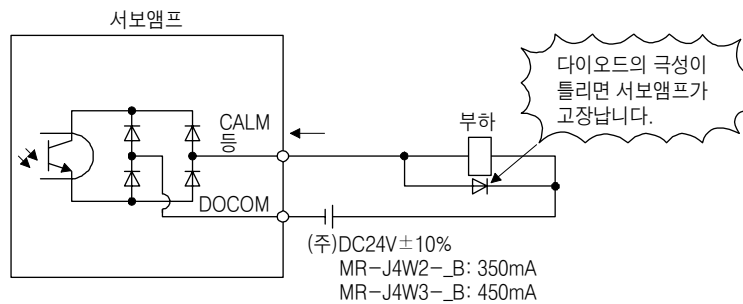 서보앰프
다이오드의 극성이
틀리면 서보앰프가
고장납니다.
CALM
등
부하
DOCOM
(주)DC24V±10%
MR-J4W2-_B: 350mA
MR-J4W3-_B: 450mA